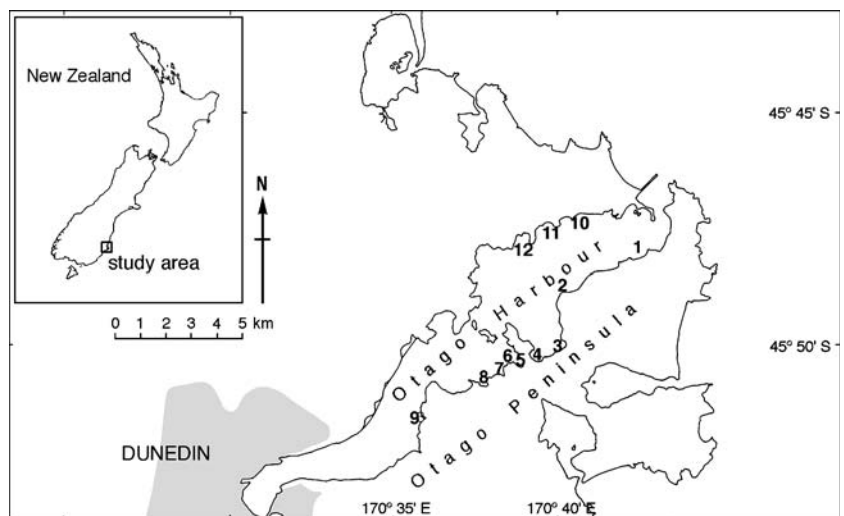 New Zealand
study area
N
0 1 2 3 4 5 km
45° 45' S
45° 50' S
170° 35' E
170° 40' E
Otago Harbour
Otago Peninsula
DUNEDIN
1
2
3
4
5
6
7
8
9
10
11
12